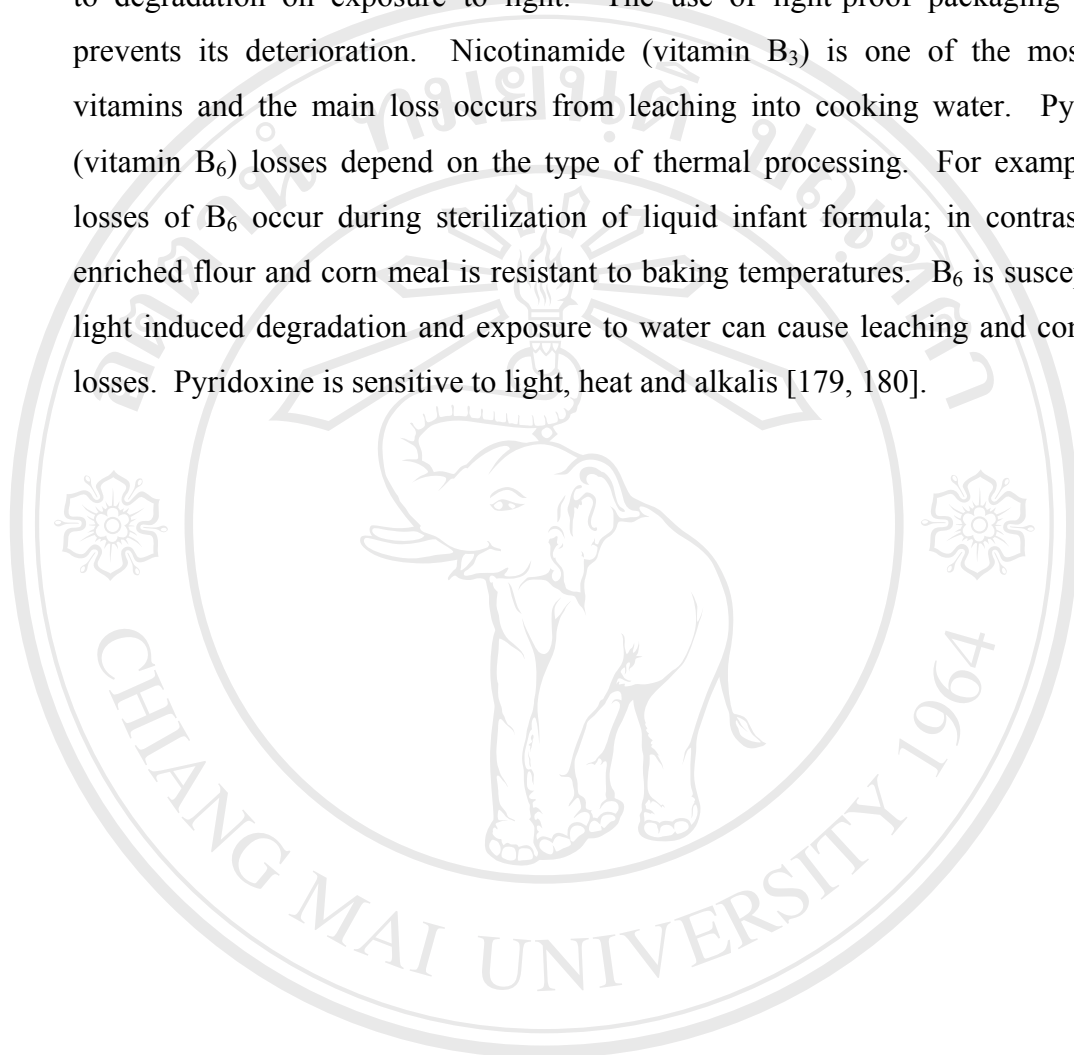 to degradation on exposure to light. The use of light-proof packaging
prevents its deterioration. Nicotinamide (vitamin B₃) is one of the mos
vitamins and the main loss occurs from leaching into cooking water. Py
(vitamin B₆) losses depend on the type of thermal processing. For examp
losses of B₆ occur during sterilization of liquid infant formula; in contras
enriched flour and corn meal is resistant to baking temperatures. B₆ is susce
light induced degradation and exposure to water can cause leaching and con
losses. Pyridoxine is sensitive to light, heat and alkalis [179, 180].
CHIANG MAI UNIVERSITY 1964